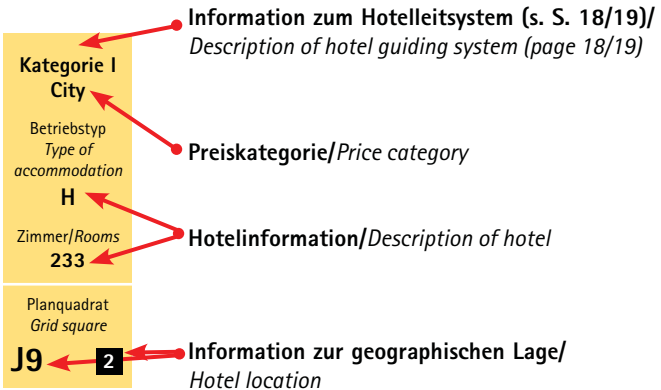 Information zum Hotelleitsystem (s. S. 18/19)/
Description of hotel guiding system (page 18/19)
Kategorie I
City
Betriebstyp
Type of
accommodation
H
Preiskategorie/Price category
Zimmer/Rooms
233
Hotelinformation/Description of hotel
Planquadrat
Grid square
J9 2
Information zur geographischen Lage/
Hotel location